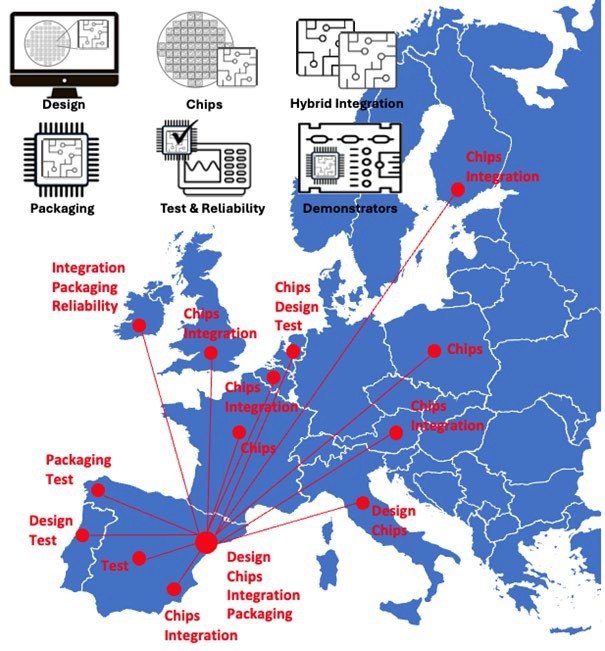 Design
Chips
Hybrid Integration
Packaging
Test & Reliability
Demonstrators
Chips
Integration
Integration
Packaging
Reliability
Chips
Integration
Chips
Design
Test
Chips
Chips
Integration
Chips
Integration
Chips
Packaging
Test
Design
Test
Test
Design
Chips
Design
Chips
Integration
Packaging
Chips
Integration